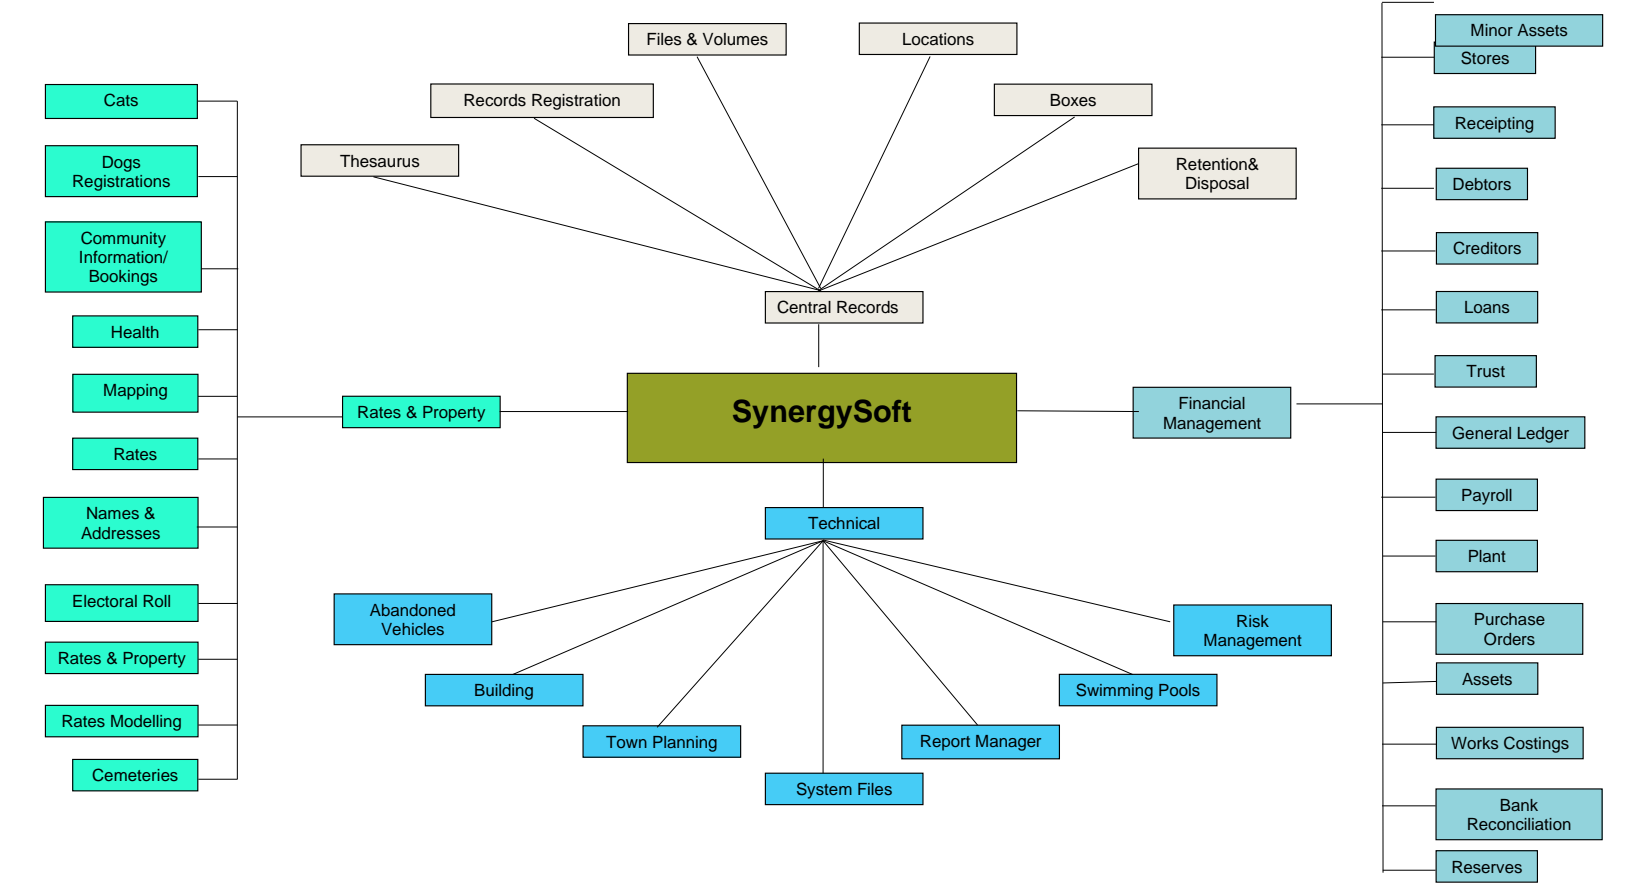 Files & Volumes
Locations
Records Registration
Boxes
Thesaurus
Retention&
Disposal
Central Records
Cats
Dogs
Registrations
Community
Information/
Bookings
Health
Mapping
Rates
Names &
Addresses
Electoral Roll
Rates & Property
Rates Modelling
Cemeteries
Rates & Property
SynergySoft
Financial
Management
Technical
Abandoned
Vehicles
Building
Town Planning
System Files
Report Manager
Swimming Pools
Risk
Management
Minor Assets
Stores
Receipting
Debtors
Creditors
Loans
Trust
General Ledger
Payroll
Plant
Purchase
Orders
Assets
Works Costings
Bank
Reconciliation
Reserves